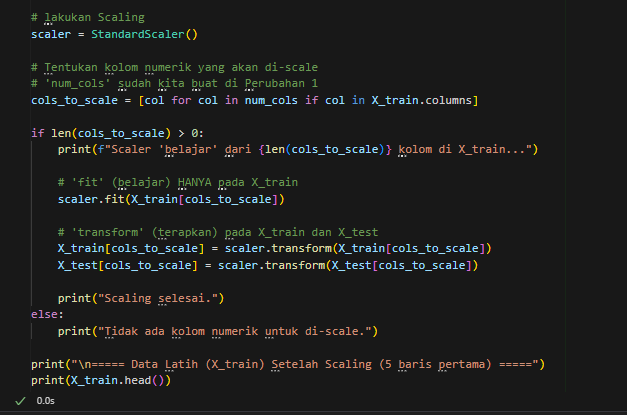 # lakukan Scaling
scaler = StandardScaler()
# Tentukan kolom numerik yang akan di-scale
# 'num_cols' sudah kita buat di Perubahan 1
cols_to_scale = [col for col in num_cols if col in X_train.columns]
if len(cols_to_scale) > 0:
print(f"Scaler 'belajar' dari {len(cols_to_scale)} kolom di X_train...")
# 'fit' (belajar) HANYA pada X_train
scaler.fit(X_train[cols_to_scale])
# 'transform' (terapkan) pada X_train dan X_test
X_train[cols_to_scale] = scaler.transform(X_train[cols_to_scale])
X_test[cols_to_scale] = scaler.transform(X_test[cols_to_scale])
print("Scaling selesai.")
else:
print("Tidak ada kolom numerik untuk di-scale.")
print("\n===== Data Latih (X_train) Setelah Scaling (5 baris pertama) =====")
print(X_train.head())
0.0s